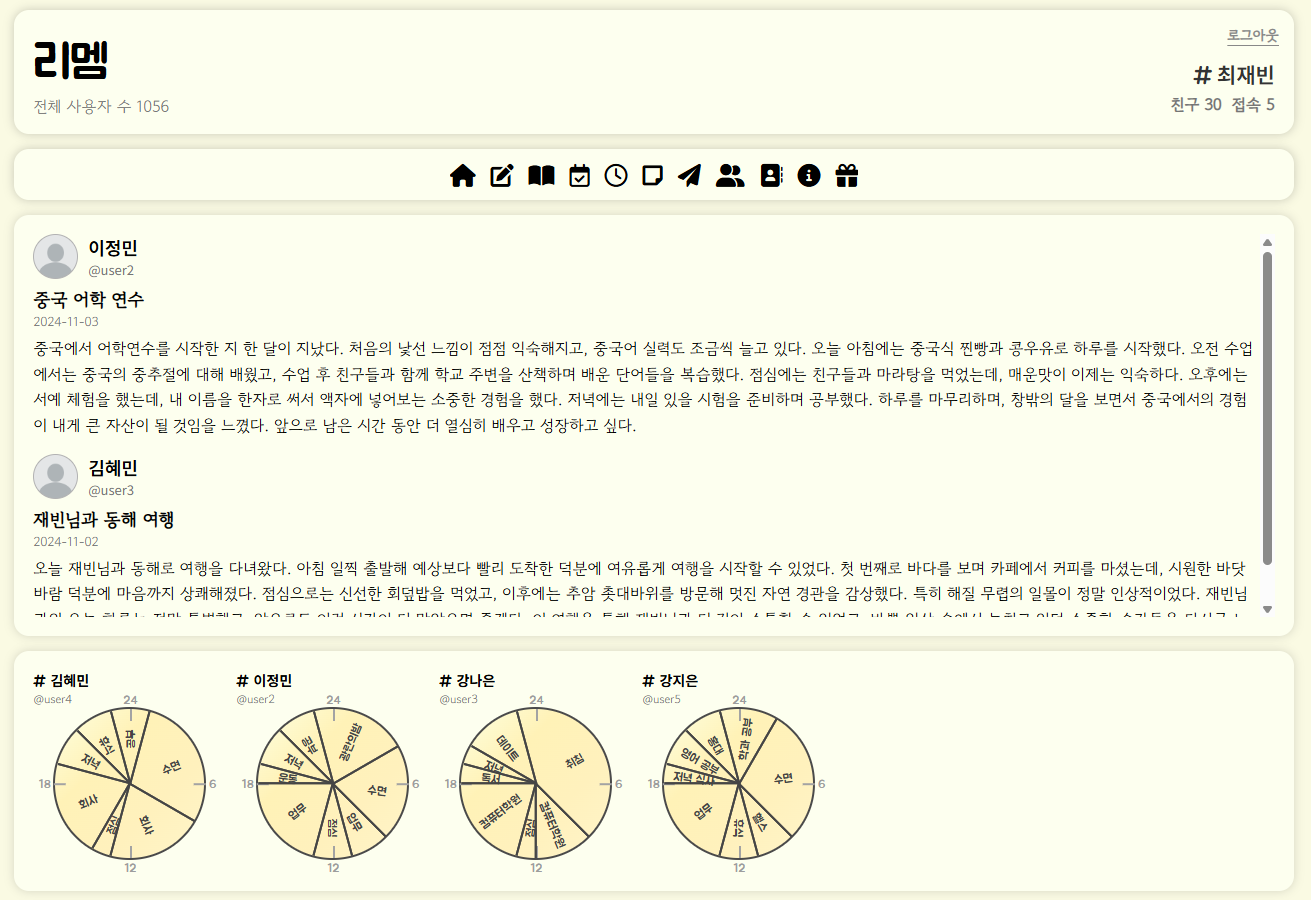 리멤
로그아웃
# 최재빈
전체 사용자 수 1056
친구 30 접속 5
이정민
@user2
중국 어학 연수
2024-11-03
중국에서 어학연수를 시작한 지 한 달이 지났다. 처음의 낯선 느낌이 점점 익숙해지고, 중국어 실력도 조금씩 늘고 있다. 오늘 아침에는 중국식 찐빵과 콩우유로 하루를 시작했다. 오전 수업
에서는 중국의 중추절에 대해 배웠고, 수업 후 친구들과 함께 학교 주변을 산책하며 배운 단어들을 복습했다. 점심에는 친구들과 마라탕을 먹었는데, 매운맛이 이제는 익숙하다. 오후에는
서예 체험을 했는데, 내 이름을 한자로 써서 액자에 넣어보는 소중한 경험을 했다. 저녁에는 내일 있을 시험을 준비하며 공부했다. 하루를 마무리하며, 창밖의 달을 보면서 중국에서의 경험
이 내게 큰 자산이 될 것임을 느꼈다. 앞으로 남은 시간 동안 더 열심히 배우고 성장하고 싶다.
김혜민
@user3
재빈님과 동해 여행
2024-11-02
오늘 재빈님과 동해로 여행을 다녀왔다. 아침 일찍 출발해 예상보다 빨리 도착한 덕분에 여유롭게 여행을 시작할 수 있었다. 첫 번째로 바다를 보며 카페에서 커피를 마셨는데, 시원한 바닷
바람 덕분에 마음까지 상쾌해졌다. 점심으로는 신선한 회덮밥을 먹었고, 이후에는 추암 촛대바위를 방문해 멋진 자연 경관을 감상했다. 특히 해질 무렵의 일몰이 정말 인상적이었다. 재빈님
# 김혜민
@user4
24
수면
6
회사
12
점심
회사
18
저녁
휴식
# 이정민
@user2
24
광란의밤
수면
6
업무
점심
12
업무
18
운동
저녁
공부
# 강나은
@user3
24
취침
6
컴퓨터학원
12
점심
컴퓨터학원
18
독서
저녁
데이트
# 강지은
@user5
24
학과 공부
수면
6
헬스
휴식
12
업무
18
저녁 식사
영어 공부
홍대